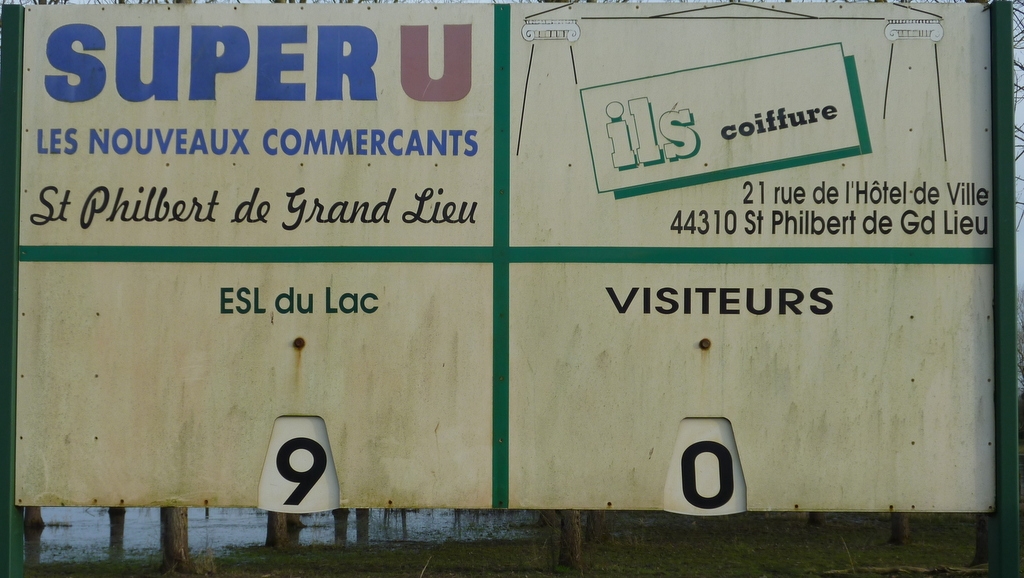 SUPER U
LES NOUVEAUX COMMERCANTS
St Philbert de Grand Lieu
ils coiffure
21 rue de l'Hôtel de Ville
44310 St Philbert de Gd Lieu
ESL du Lac
9
VISITEURS
0